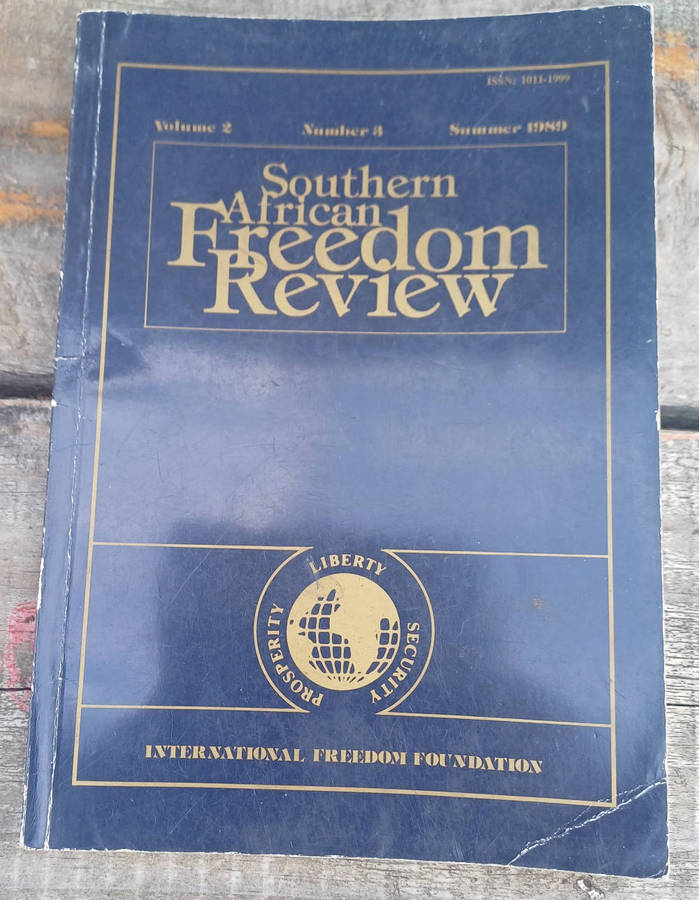 ISSN: 1011-1999
Volume 2 Number 3 Summer 1989
Southern
African
Freedom
Review
LIBERTY
PROSPERITY
SECURITY
INTERNATIONAL FREEDOM FOUNDATION